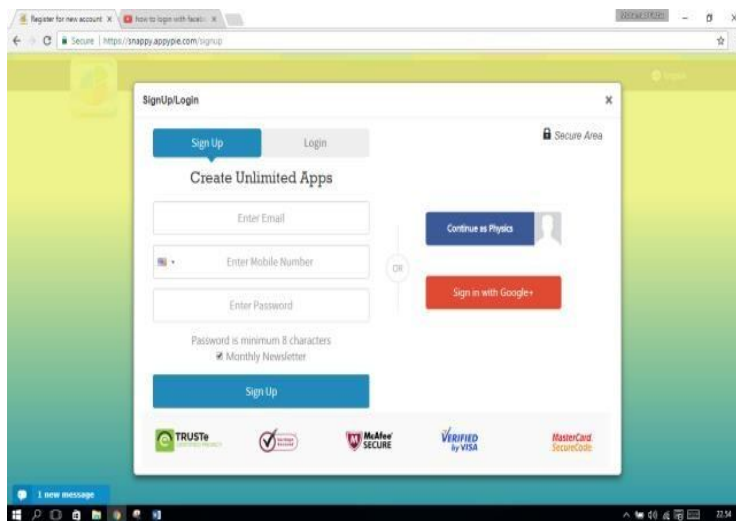 Register for new account
how to login with faceb
Secure | https://snappy.appypie.com/signup
SignUp/Login
Secure Area
Sign Up
Login
Create Unlimited Apps
Enter Email
Continue as Physics
Enter Mobile Number
OR
Sign in with Google+
Enter Password
Password is minimum 8 characters
Monthly Newsletter
Sign Up
TRUSTe
McAfee
SECURE
VERIFIED
by VISA
MasterCard.
SecureCode.
1 new message
22.54